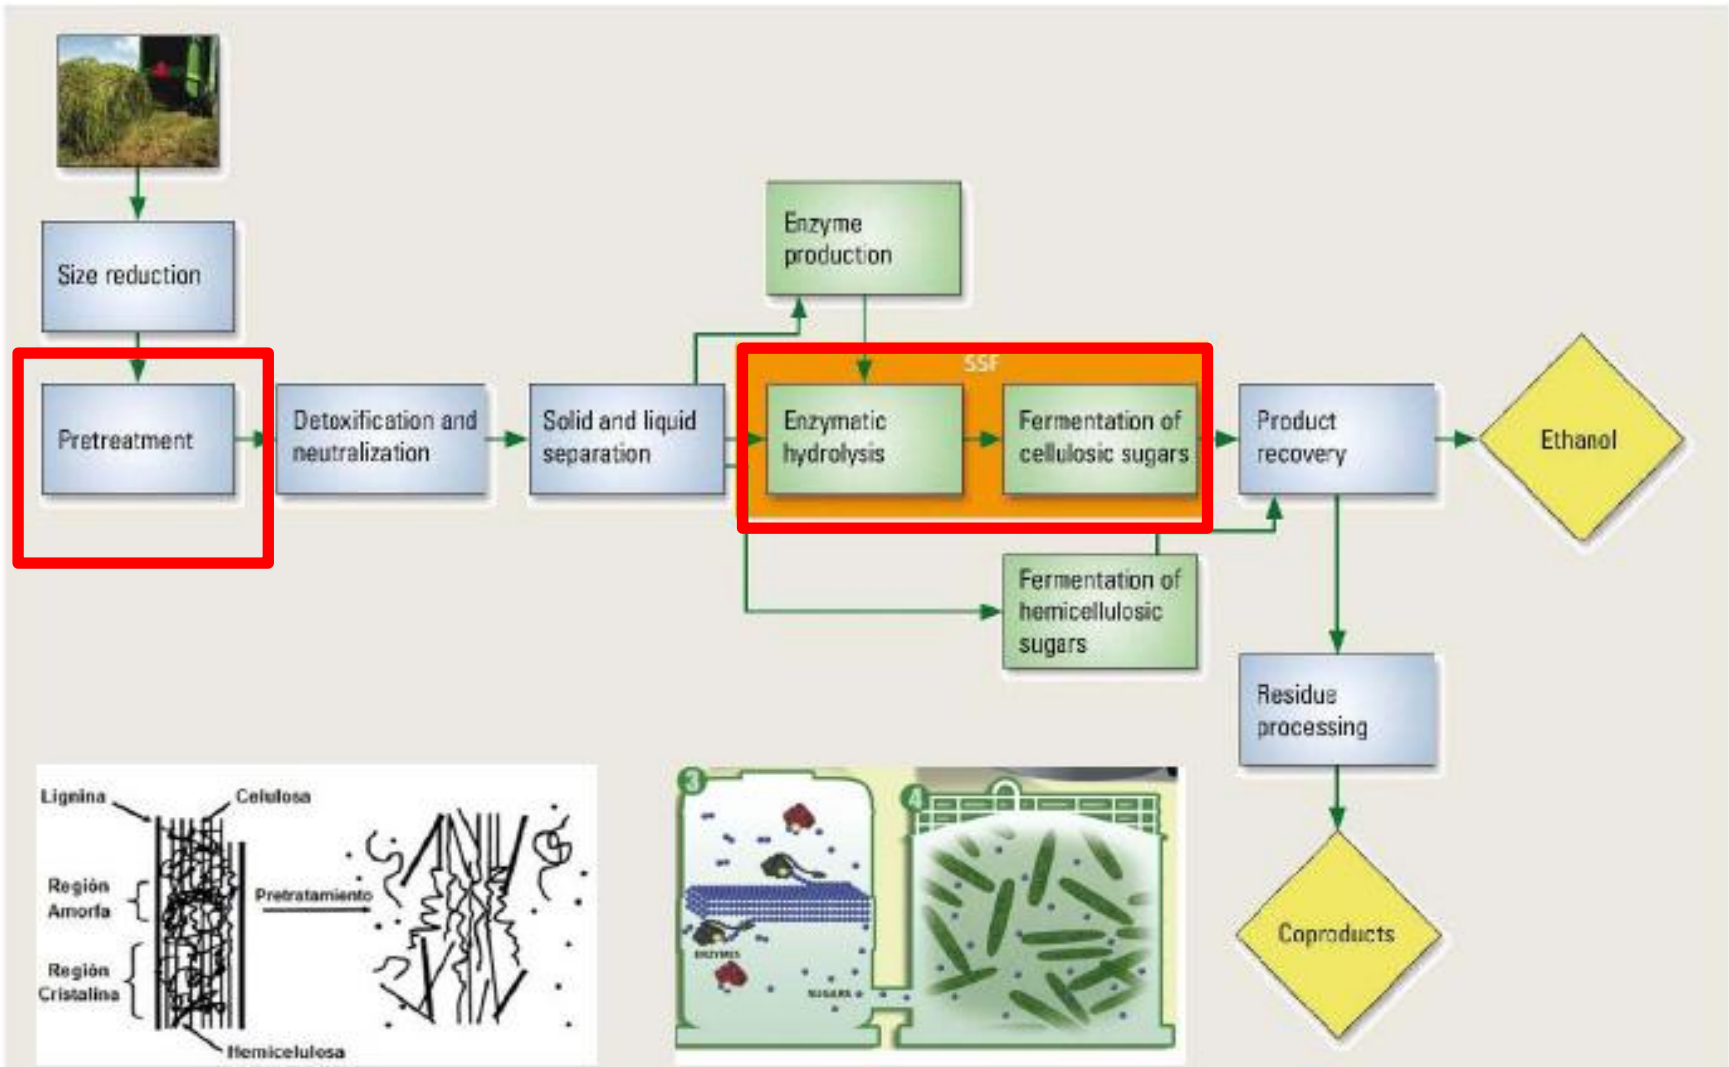 Size reduction
Pretreatment
Detoxification and
neutralization
Solid and liquid
separation
Enzyme
production
SSF
Enzymatic
hydrolysis
Fermentation of
cellulosic sugars
Product
recovery
Ethanol
Fermentation of
hemicellulosic
sugars
Residue
processing
Coproducts
Lignina
Celulosa
Región
Amorfa
Pretratamiento
Región
Cristalina
Hemicelulosa
3
4
ENZYMES
SUGARS